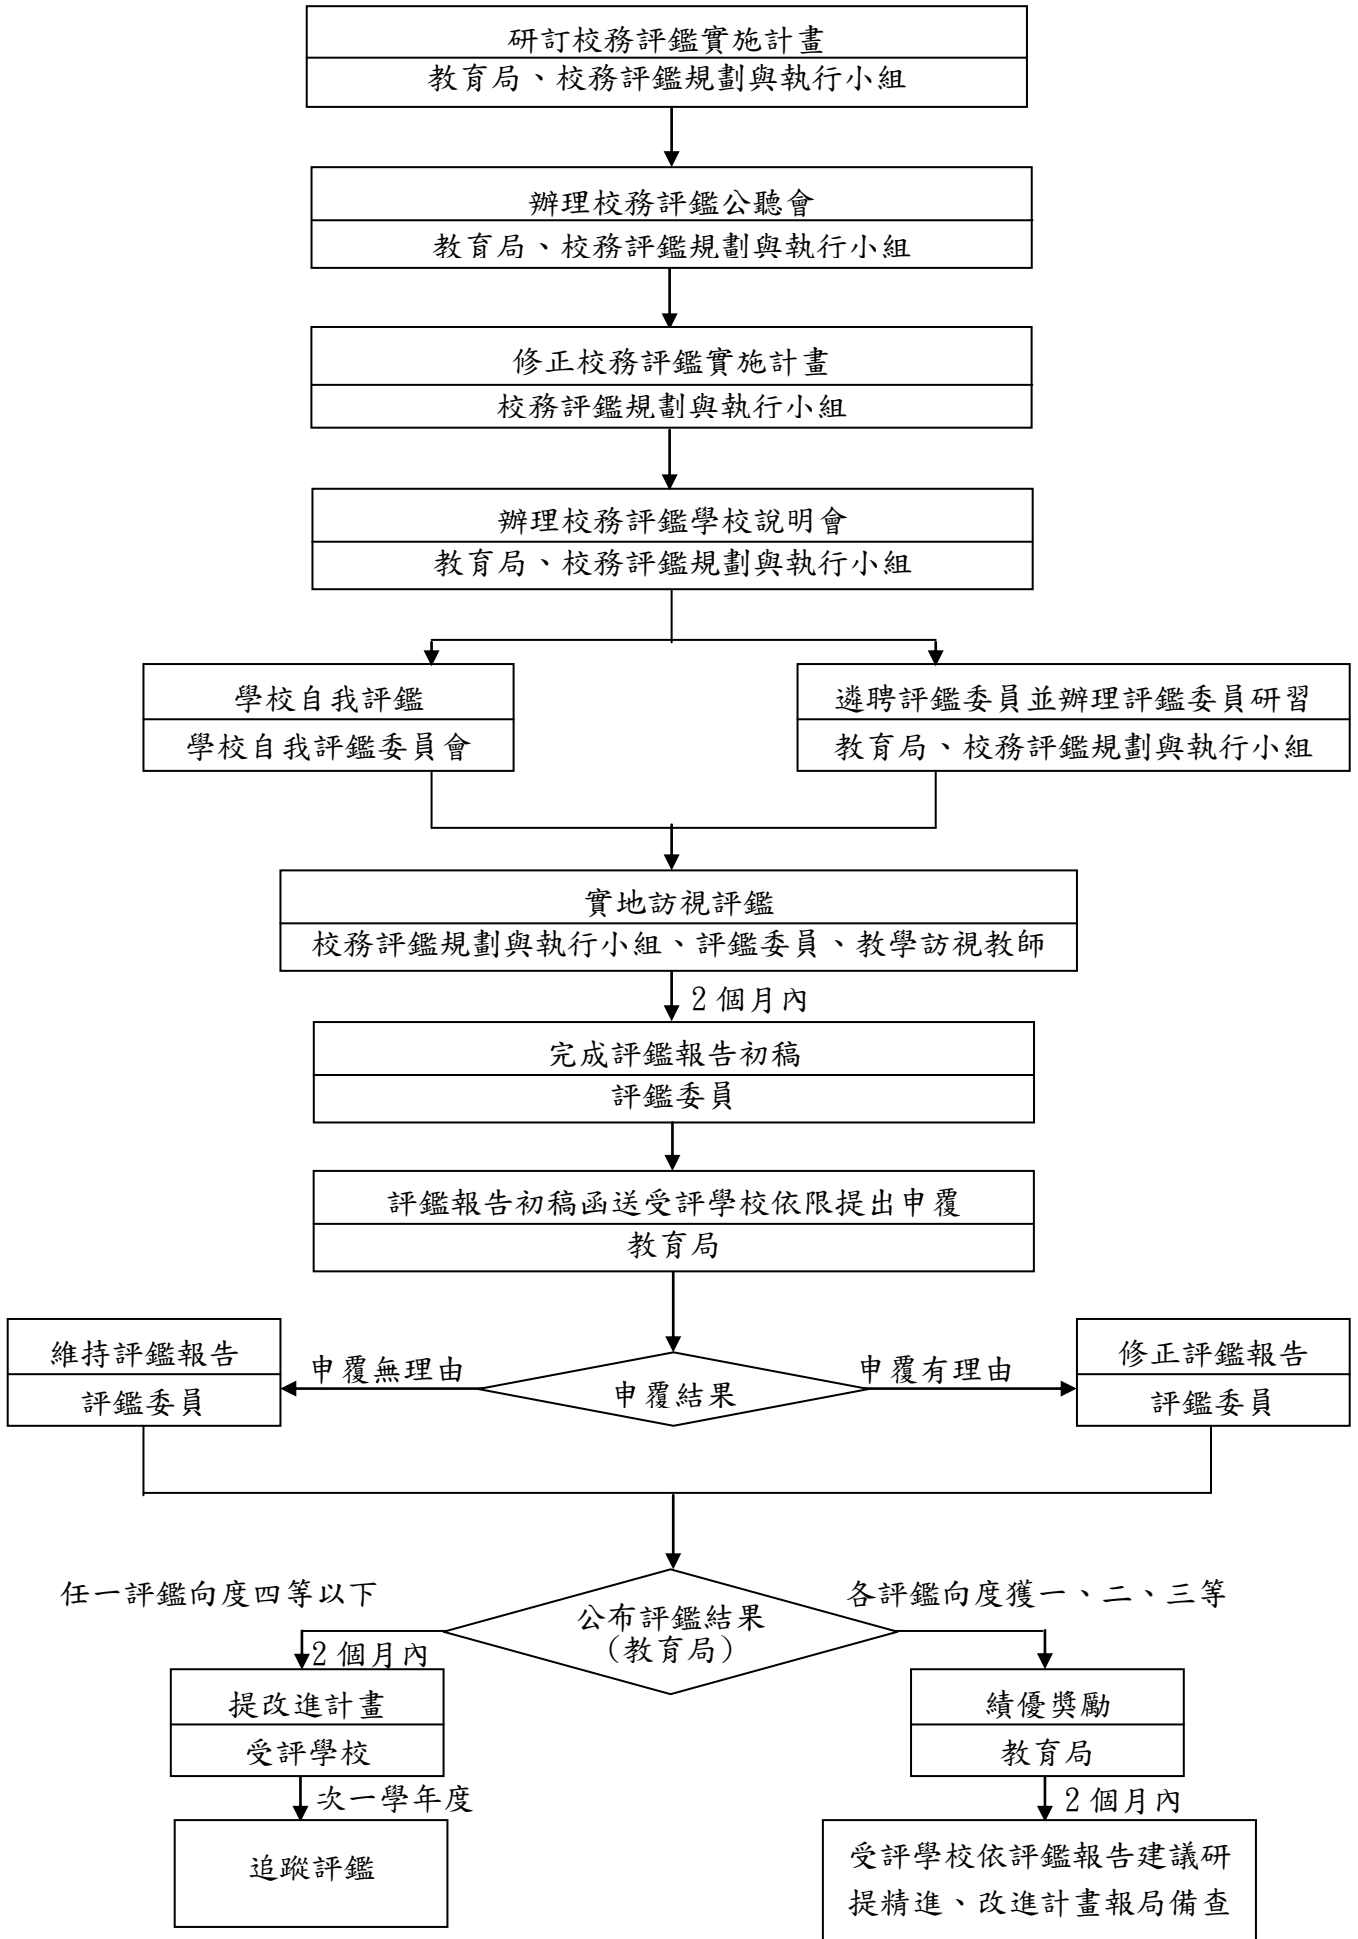 研訂校務評鑑實施計畫
教育局、校務評鑑規劃與執行小組
辦理校務評鑑公聽會
教育局、校務評鑑規劃與執行小組
修正校務評鑑實施計畫
校務評鑑規劃與執行小組
辦理校務評鑑學校說明會
教育局、校務評鑑規劃與執行小組
學校自我評鑑
學校自我評鑑委員會
遴聘評鑑委員並辦理評鑑委員研習
教育局、校務評鑑規劃與執行小組
實地訪視評鑑
校務評鑑規劃與執行小組、評鑑委員、教學訪視教師
2個月內
完成評鑑報告初稿
評鑑委員
評鑑報告初稿函送受評學校依限提出申覆
教育局
維持評鑑報告
評鑑委員
申覆無理由
申覆結果
申覆有理由
修正評鑑報告
評鑑委員
任一評鑑向度四等以下
公布評鑑結果
（教育局）
各評鑑向度獲一、二、三等
2個月內
提改進計畫
受評學校
次一學年度
追蹤評鑑
績優獎勵
教育局
2個月內
受評學校依評鑑報告建議研
提精進、改進計畫報局備查